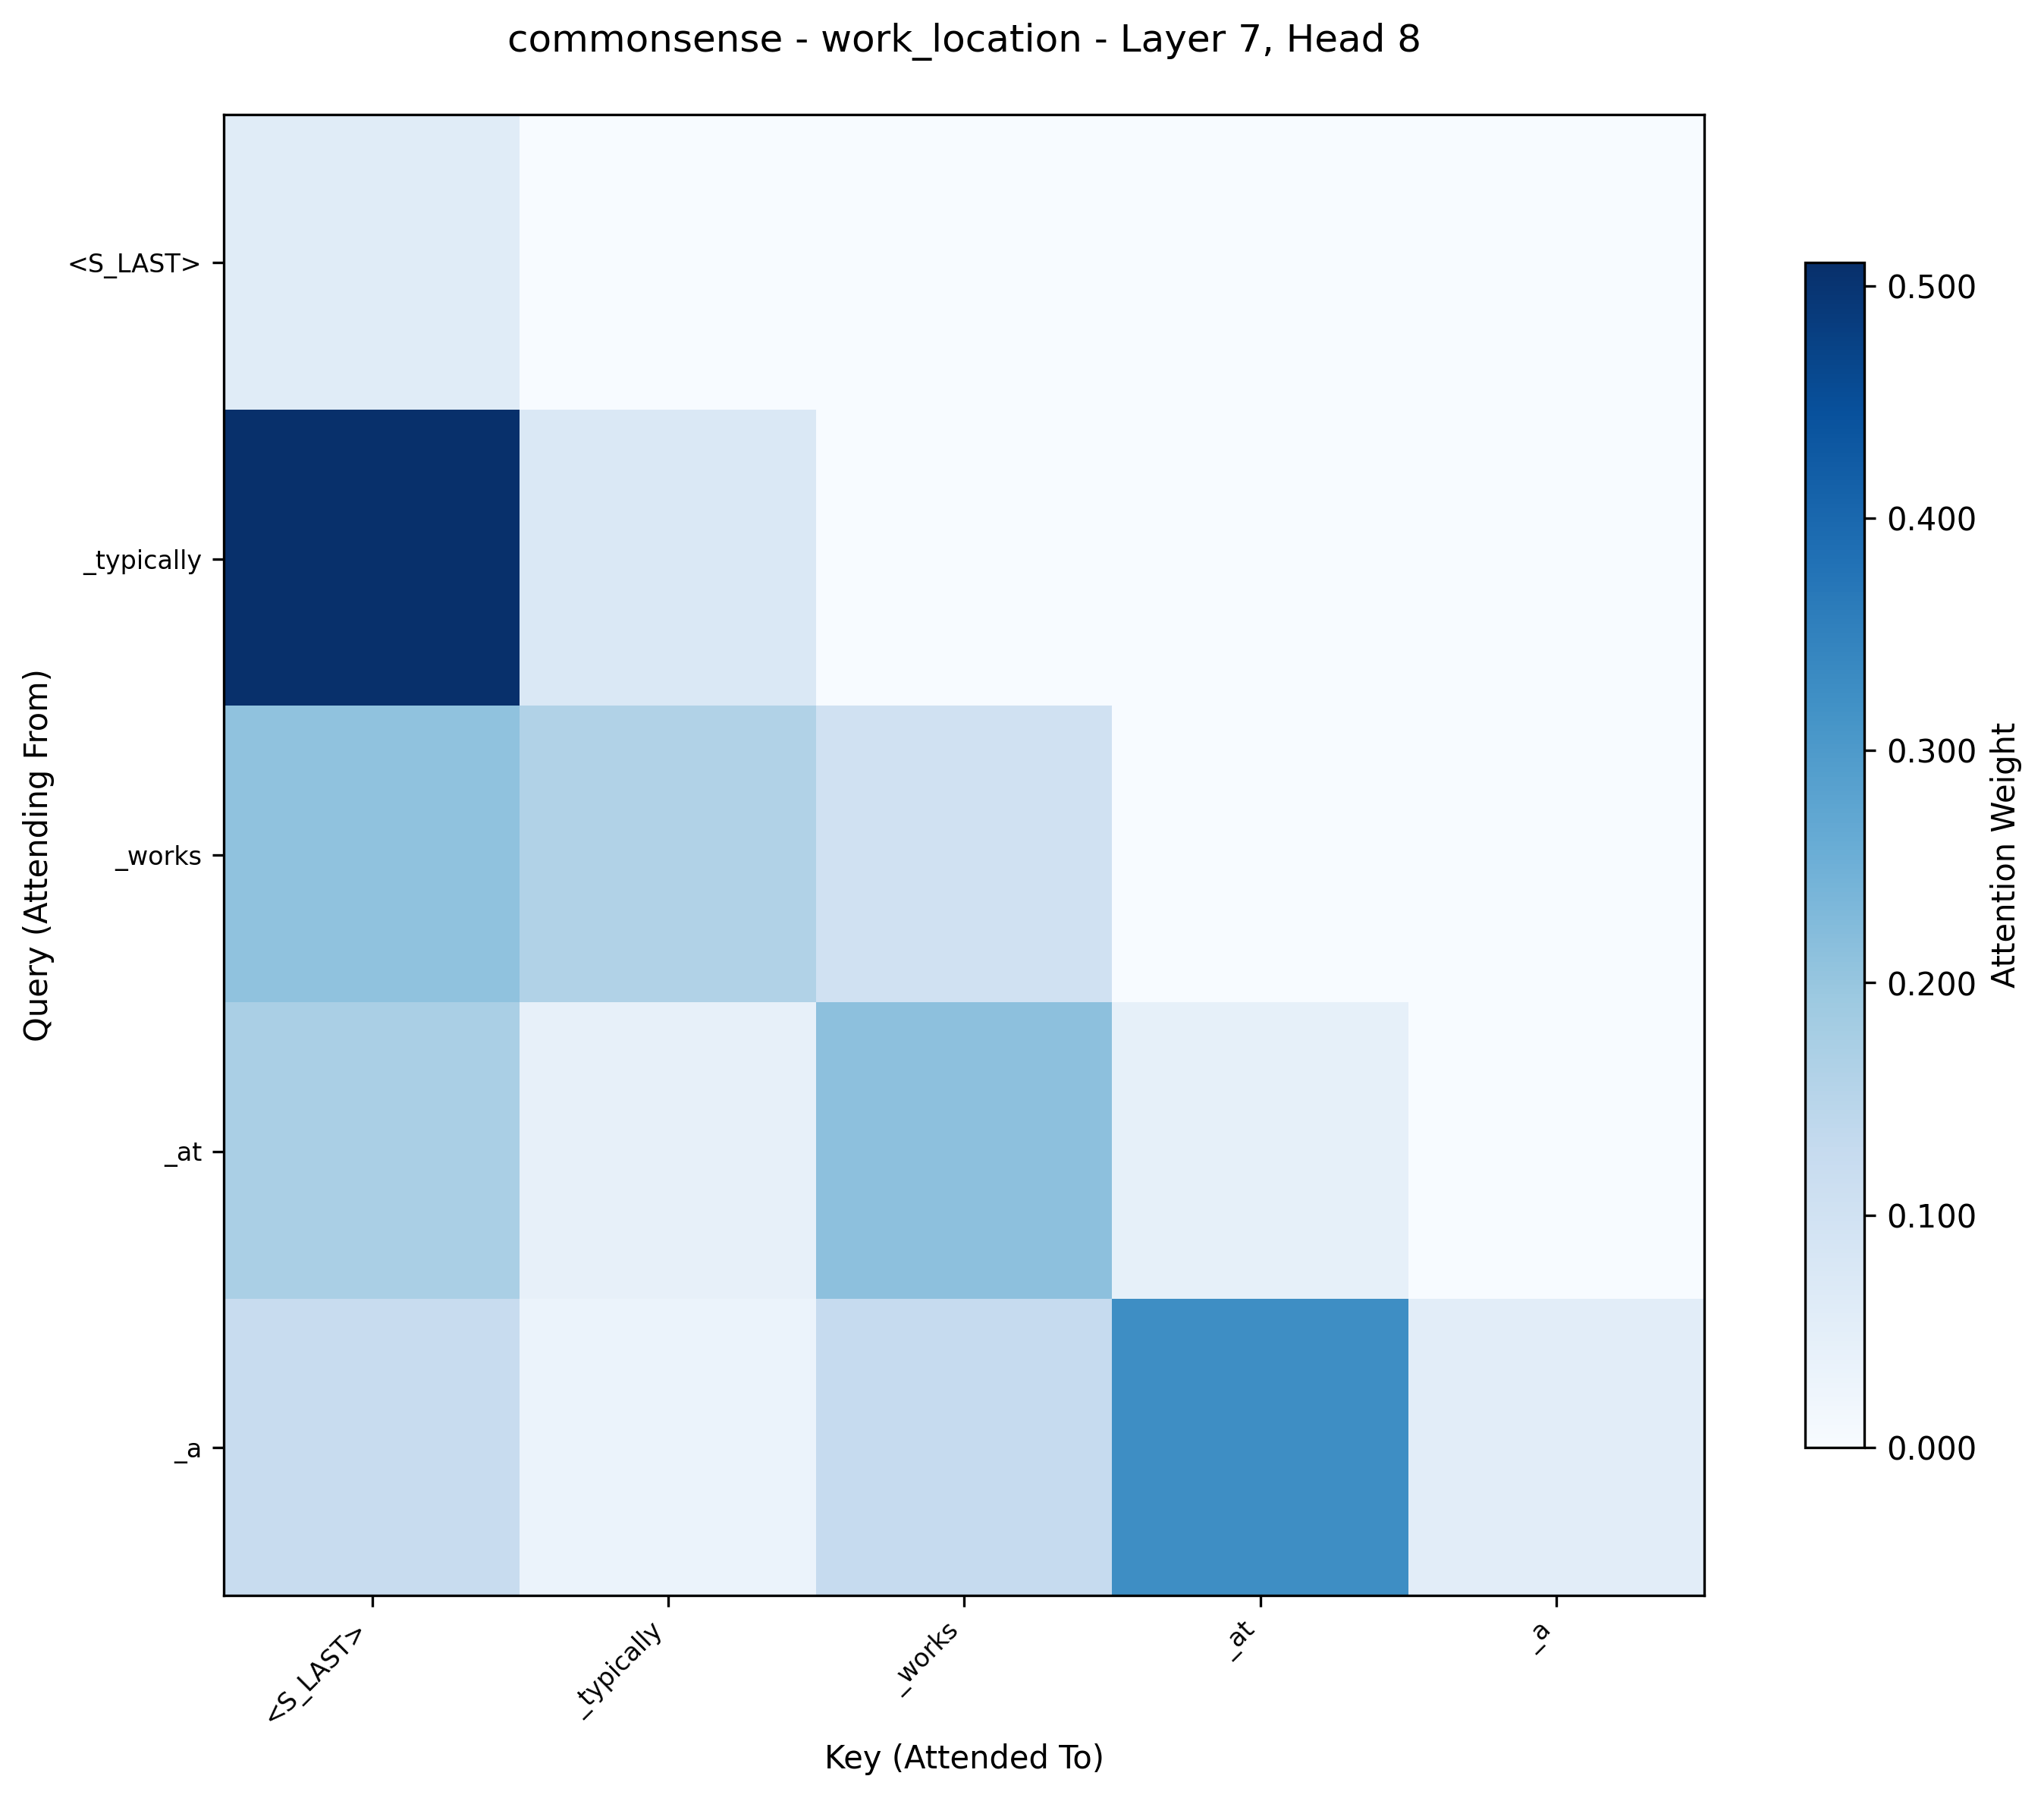 commonsense - work_location - Layer 7, Head 8
<S_LAST>
_typically
_works
_at
_a
Query (Attending From)
<S_LAST>
_typically
_works
_at
_a
Key (Attended To)
0.500
0.400
0.300
0.200
0.100
0.000
Attention Weight